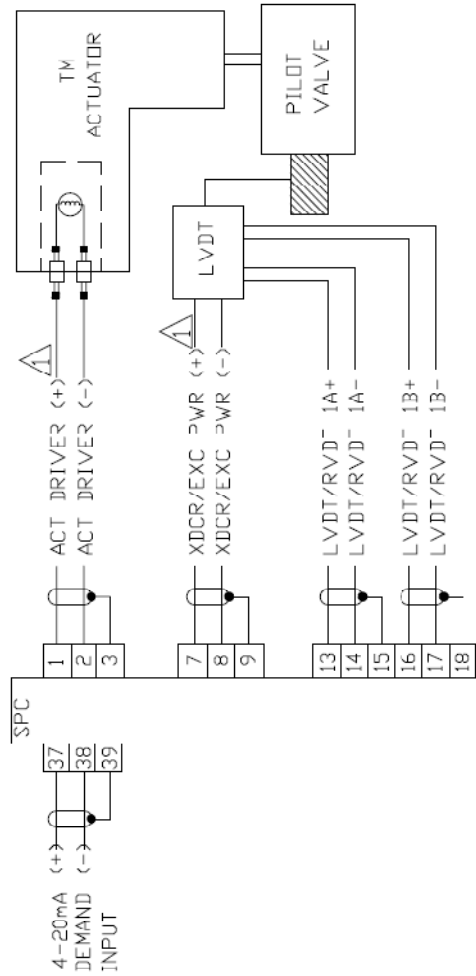 TM
ACTUATOR
PILOT
VALVE
LVDT
1
1
ACT DRIVER (+)
ACT DRIVER (-)
XDCR/EXC PWR (+)
XDCR/EXC PWR (-)
LVDT/RVDT 1A+
LVDT/RVDT 1A-
LVDT/RVDT 1B+
LVDT/RVDT 1B-
1
2
3
7
8
9
13
14
15
16
17
18
SPC
37
38
39
4-20mA (+)
DEMAND (-)
INPUT